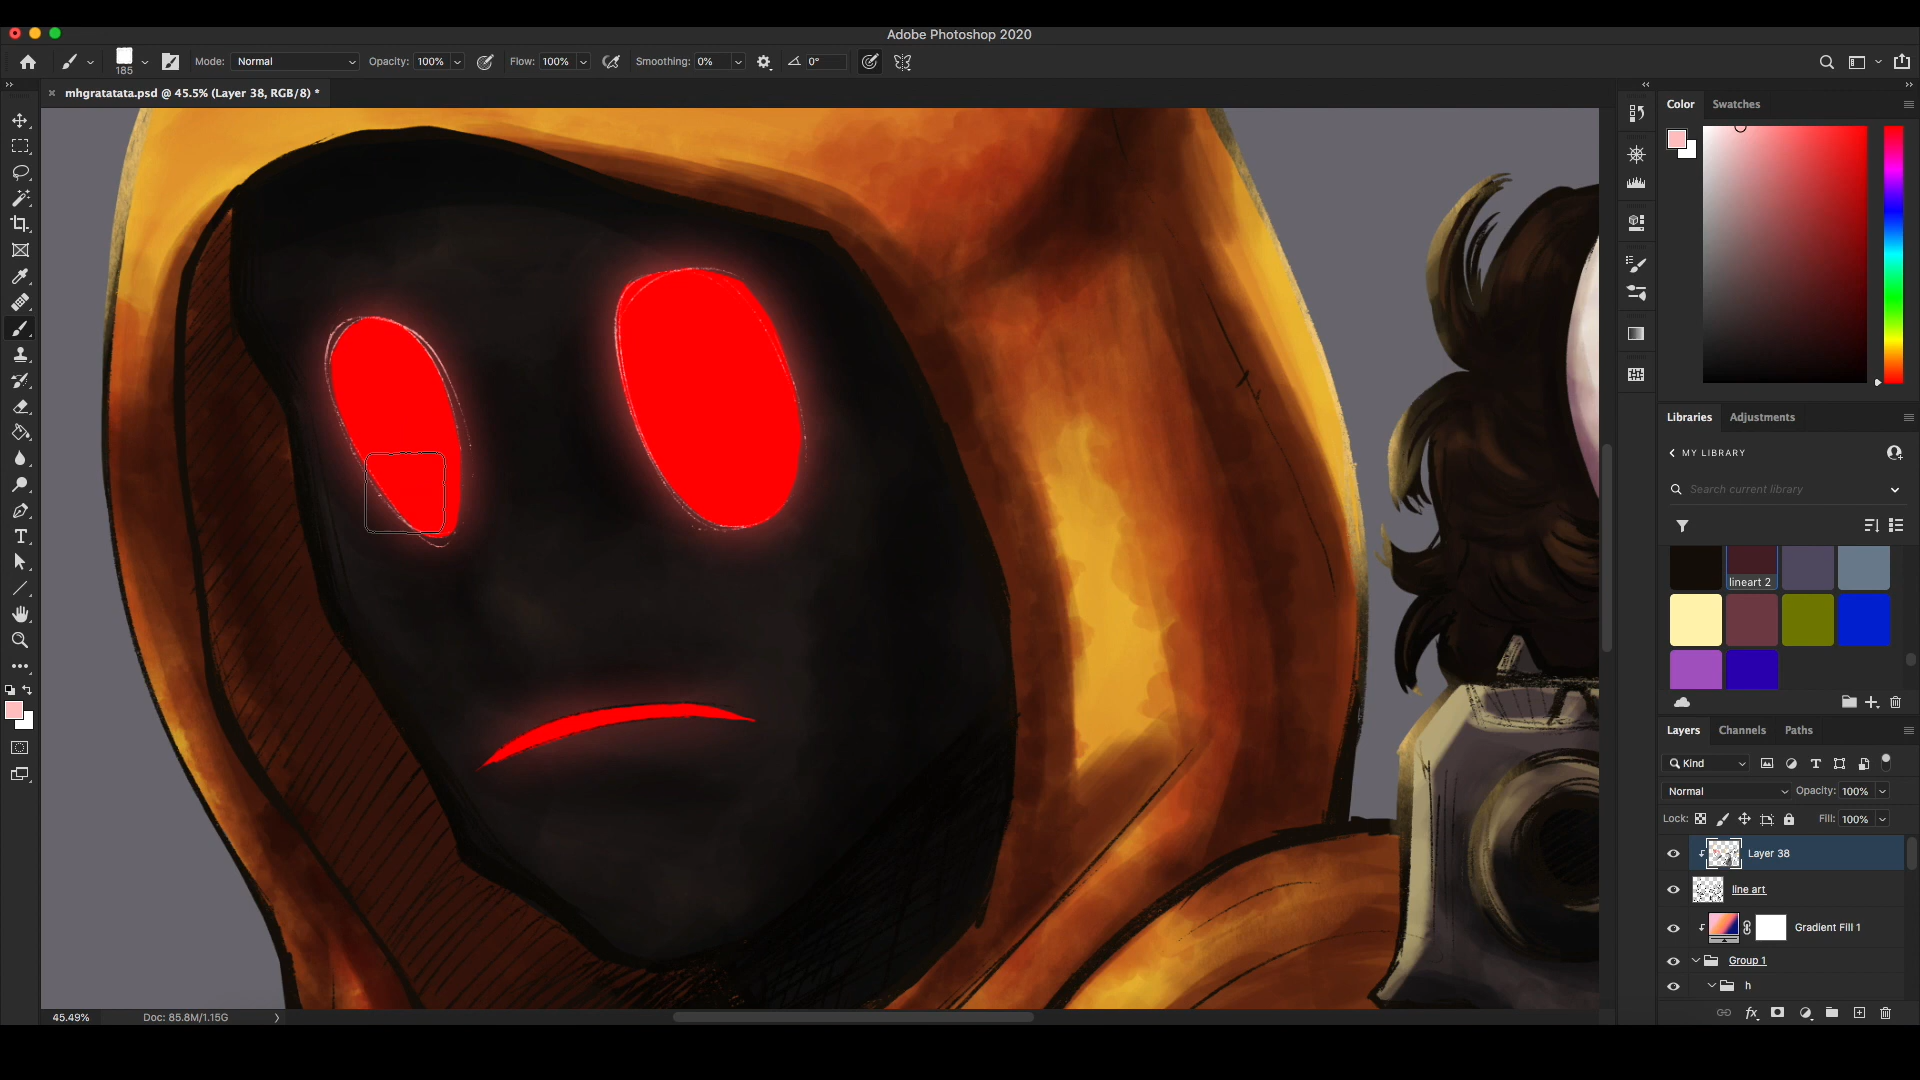 Adobe Photoshop 2020
185
Mode: Normal Opacity: 100% Flow: 100% Smoothing: 0% 0°
mhgratatata.psd @ 45.5% (Layer 38, RGB/8) *
Color Swatches
Libraries Adjustments
MY LIBRARY
Search current library
lineart 2
Layers Channels Paths
Kind
Normal Opacity: 100%
Lock: Fill: 100%
Layer 38
line art
Gradient Fill 1
Group 1
h
fx
45.49% Doc: 85.8M/1.15G